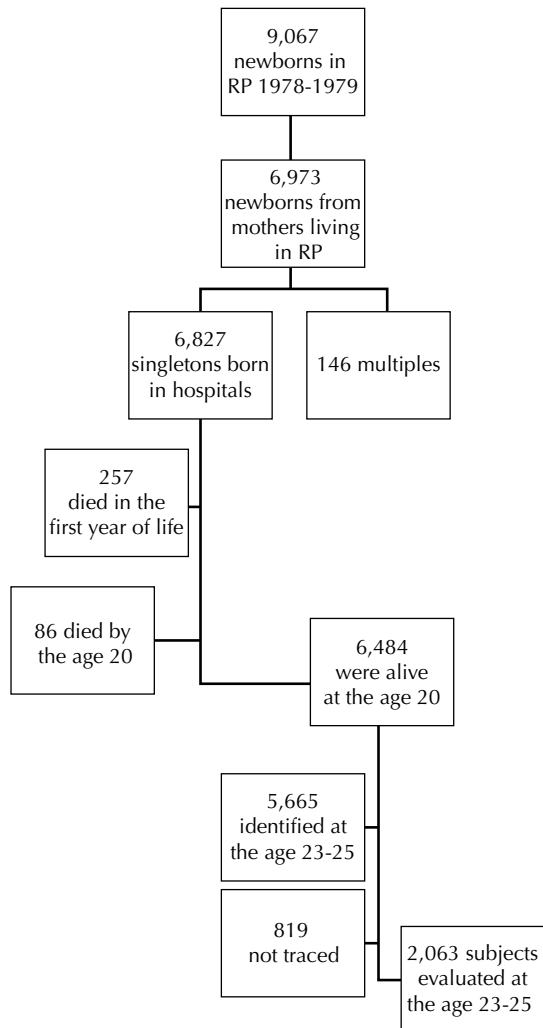 9,067
newborns in
RP 1978-1979
6,973
newborns from
mothers living
in RP
6,827
singletons born
in hospitals
146 multiples
257
died in the
first year of life
86 died by
the age 20
6,484
were alive
at the age 20
5,665
identified at
the age 23-25
819
not traced
2,063 subjects
evaluated at
the age 23-25